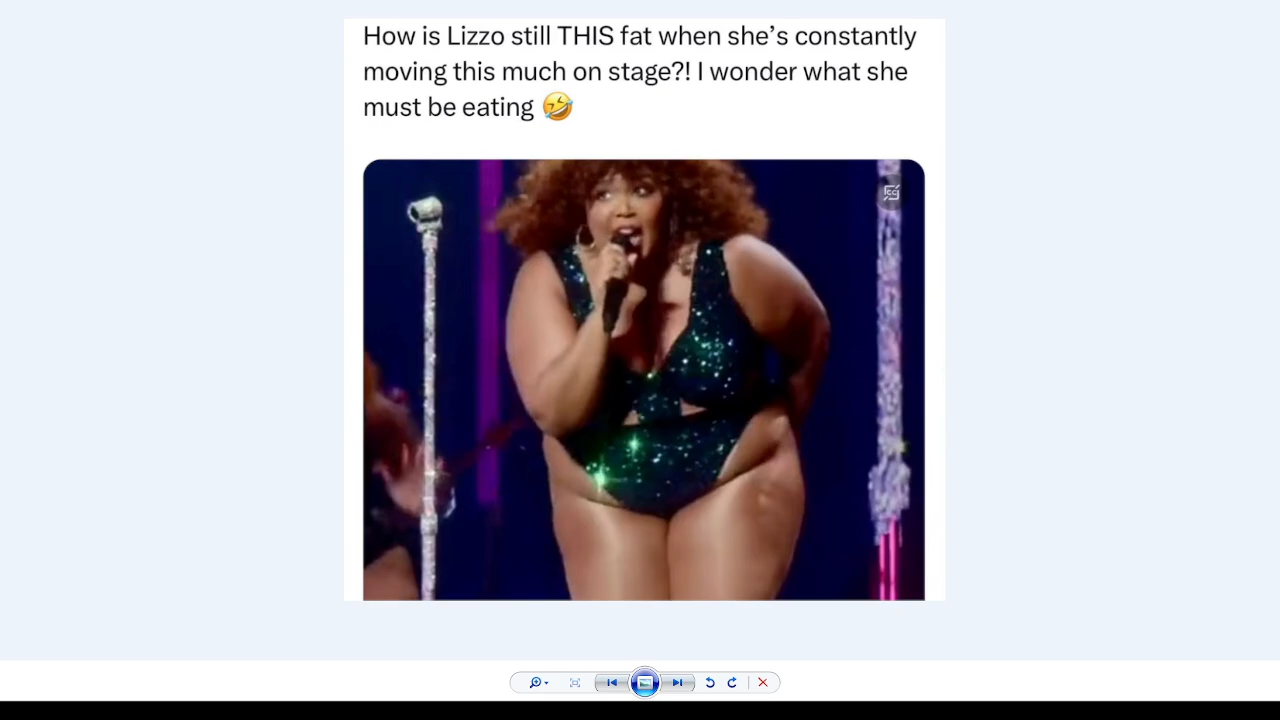 How is Lizzo still THIS fat when she’s constantly
moving this much on stage?! I wonder what she
must be eating 🤣